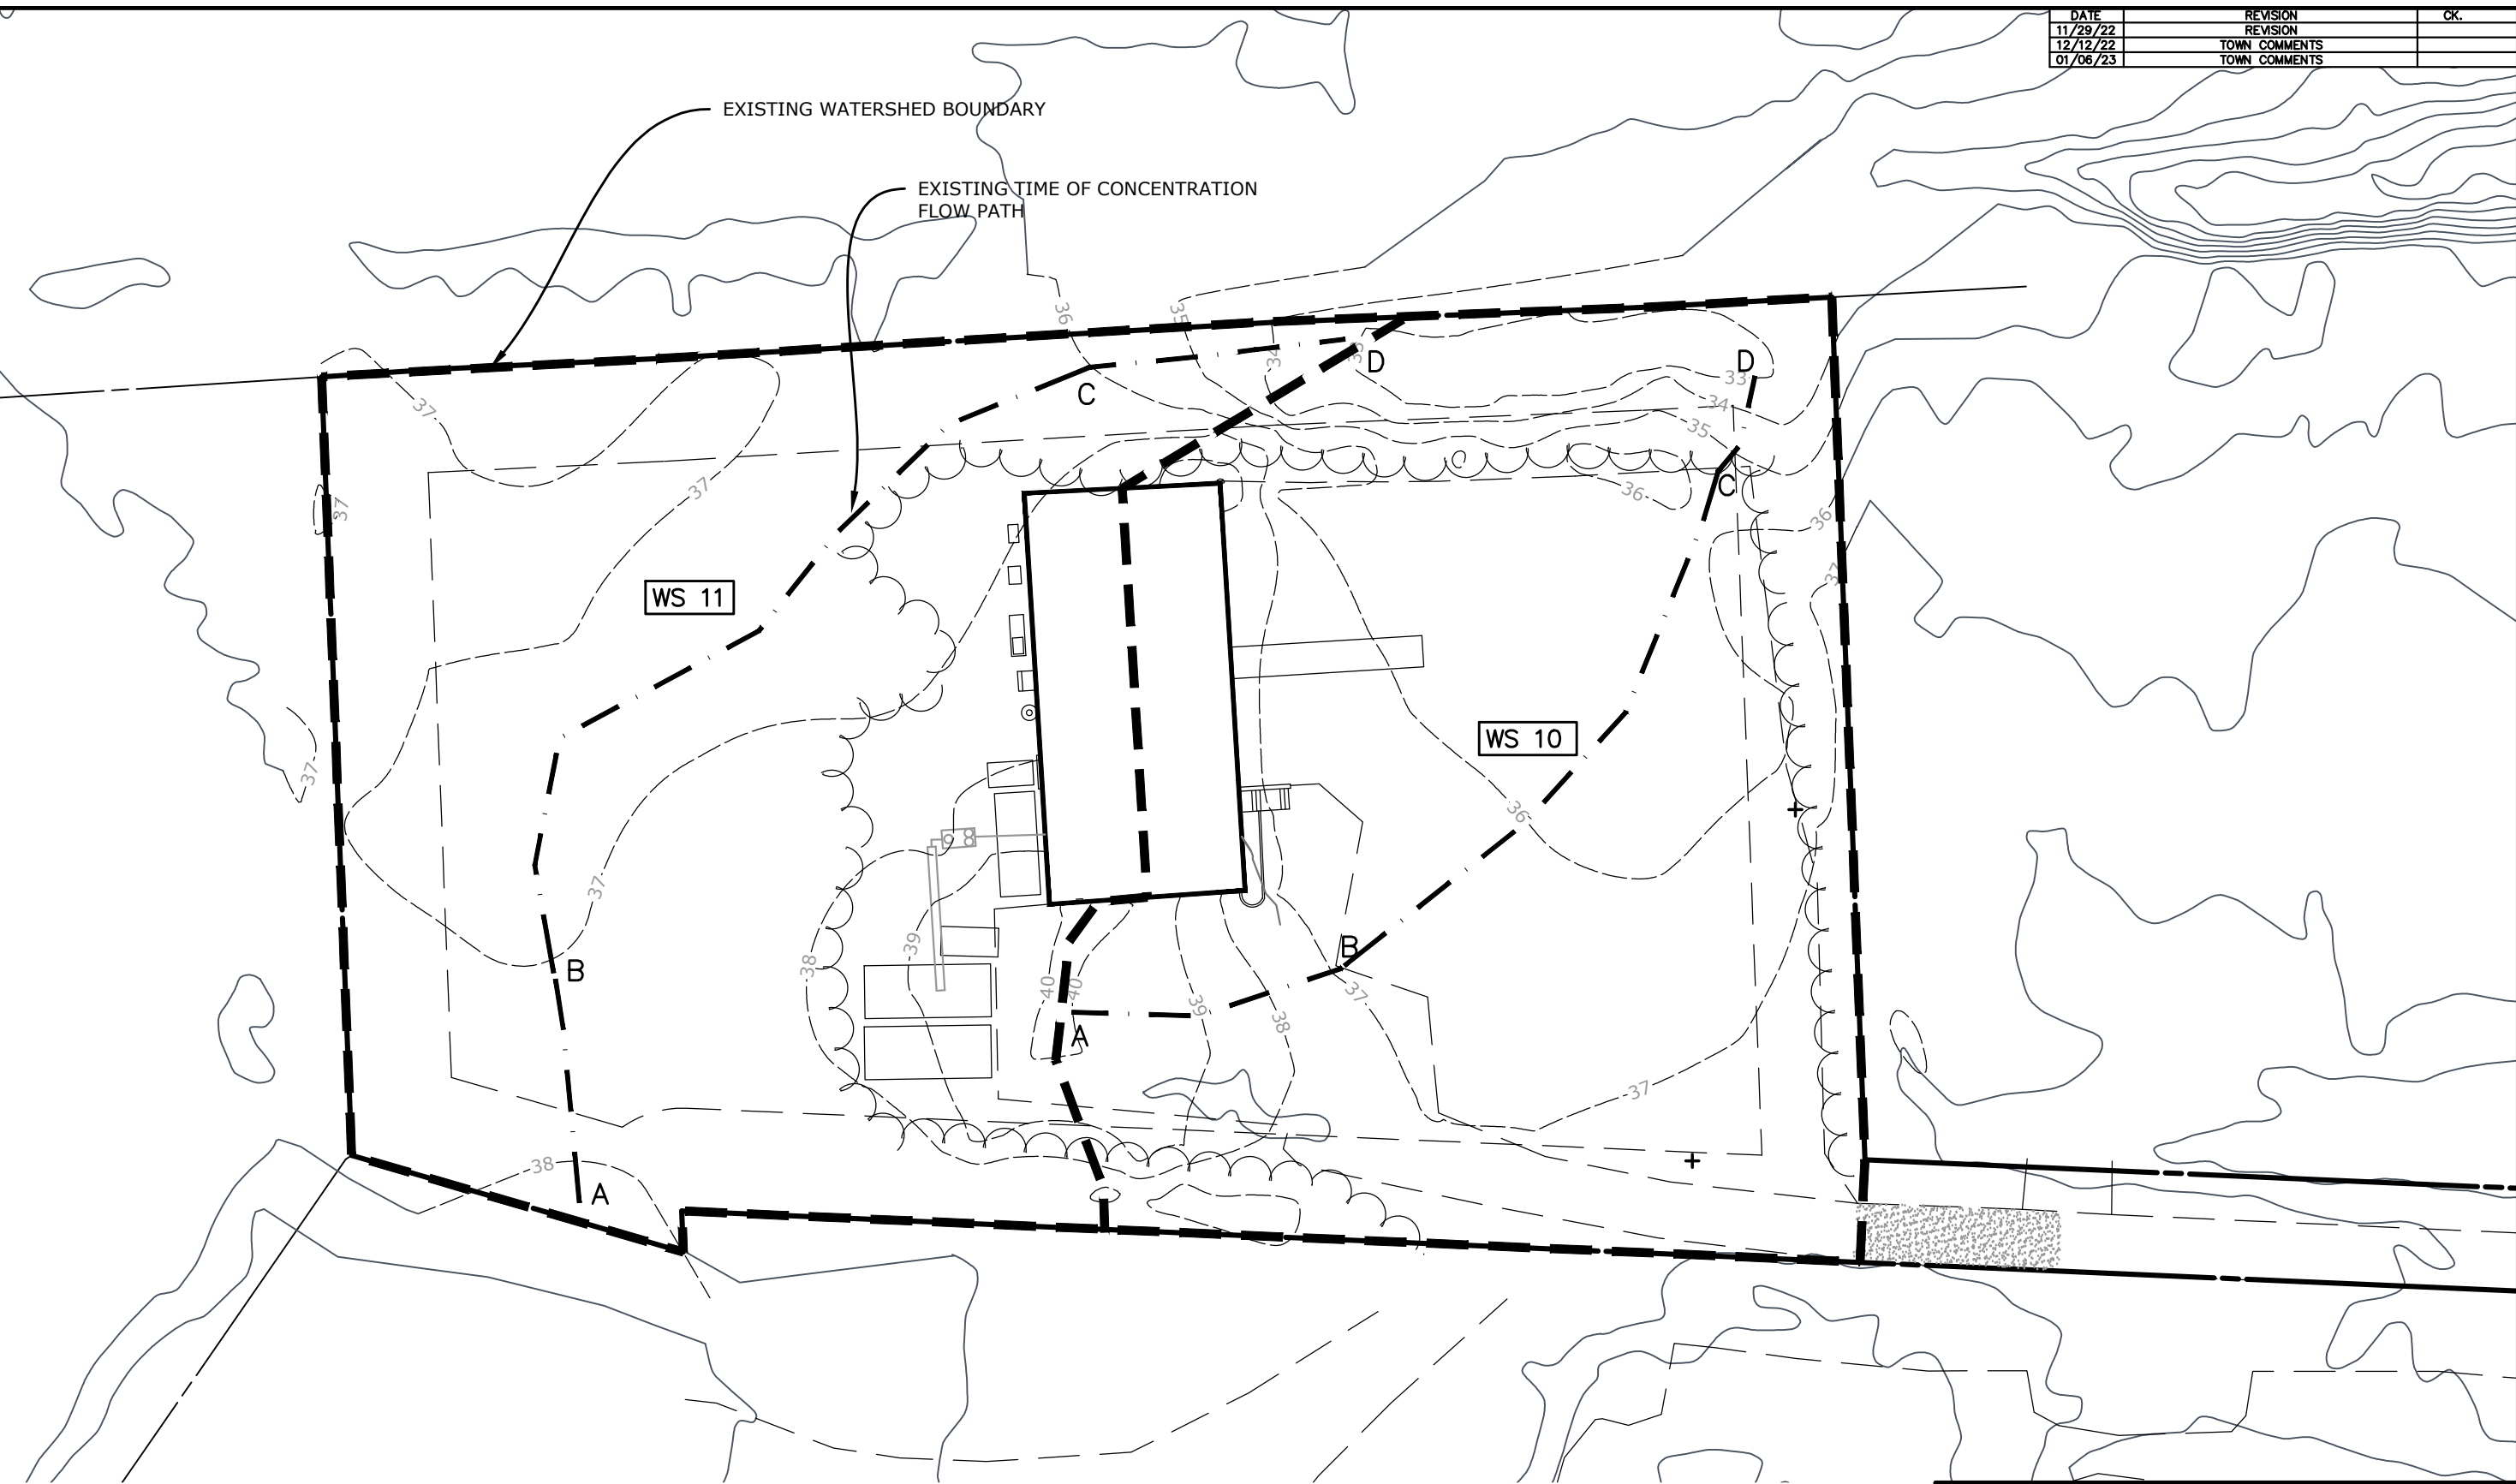 DATE REVISION CK.
11/29/22 REVISION
12/12/22 TOWN COMMENTS
01/06/23 TOWN COMMENTS
EXISTING WATERSHED BOUNDARY
EXISTING TIME OF CONCENTRATION
FLOW PATH
36
35
34
33
D
D
33
C
37
34
35
37
C
36
37
36
37
WS 11
WS 10
37
36
37
39
B
38
B
40
40
37
39
38
A
37
38
A